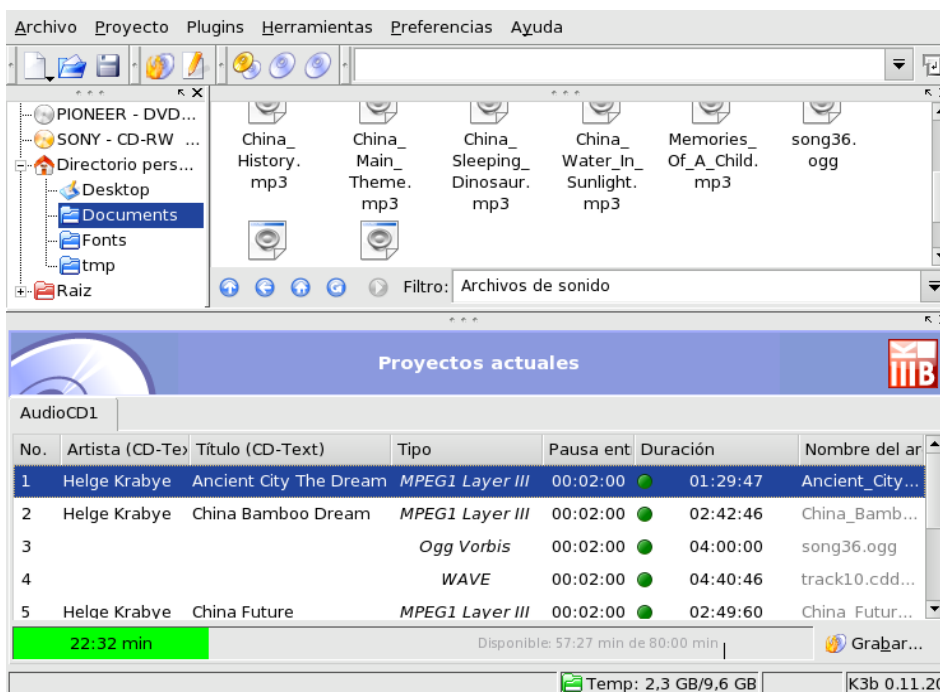 Archivo Proyecto Plugins Herramientas Preferencias Ayuda
PIONEER - DVD...
SONY - CD-RW ...
Directorio pers...
Desktop
Documents
Fonts
tmp
Raiz
China_
History.
mp3
China_
Main_
Theme.
mp3
China_
Sleeping_
Dinosaur.
mp3
China_
Water_In_
Sunlight.
mp3
Memories_
Of_A_Child.
mp3
song36.
ogg
Filtro: Archivos de sonido
Proyectos actuales
K3B
AudioCD1
No. Artista (CD-Tex Título (CD-Text) Tipo Pausa ent Duración Nombre del ar
1 Helge Krabye Ancient City The Dream MPEG1 Layer III 00:02:00 01:29:47 Ancient_City...
2 Helge Krabye China Bamboo Dream MPEG1 Layer III 00:02:00 02:42:46 China_Bamb...
3 Ogg Vorbis 00:02:00 04:00:00 song36.ogg
4 WAVE 00:02:00 04:40:46 track10.cdd...
5 Helge Krabye China Future MPEG1 Layer III 00:02:00 02:49:60 China_Futur...
22:32 min Disponible: 57:27 min de 80:00 min Grabar...
Temp: 2,3 GB/9,6 GB K3b 0.11.20